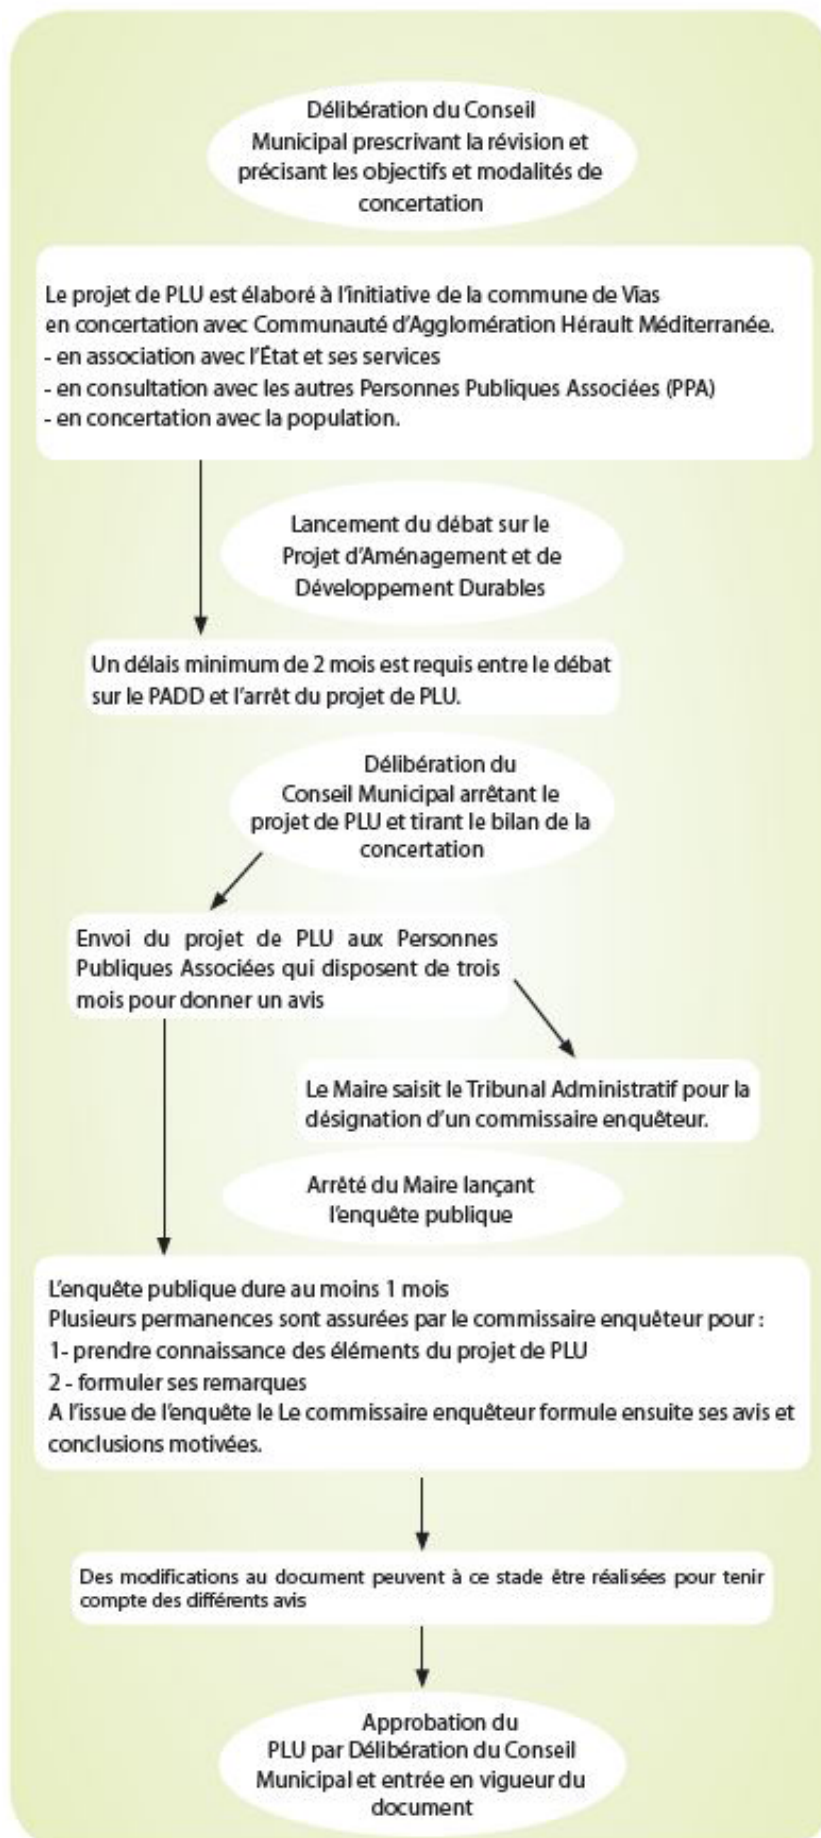 Délibération du Conseil
Municipal prescrivant la révision et
précisant les objectifs et modalités de
concertation
Le projet de PLU est élaboré à l'initiative de la commune de Vias
en concertation avec Communauté d'Agglomération Hérault Méditerranée.
- en association avec l'État et ses services
- en consultation avec les autres Personnes Publiques Associées (PPA)
- en concertation avec la population.
Lancement du débat sur le
Projet d'Aménagement et de
Développement Durables
Un délais minimum de 2 mois est requis entre le débat
sur le PADD et l'arrêt du projet de PLU.
Délibération du
Conseil Municipal arrêtant le
projet de PLU et tirant le bilan de la
concertation
Envoi du projet de PLU aux Personnes
Publiques Associées qui disposent de trois
mois pour donner un avis
Le Maire saisit le Tribunal Administratif pour la
désignation d'un commissaire enquêteur.
Arrêté du Maire lançant
l'enquête publique
L'enquête publique dure au moins 1 mois
Plusieurs permanences sont assurées par le commissaire enquêteur pour :
1- prendre connaissance des éléments du projet de PLU
2 - formuler ses remarques
A l'issue de l'enquête le Le commissaire enquêteur formule ensuite ses avis et
conclusions motivées.
Des modifications au document peuvent à ce stade être réalisées pour tenir
compte des différents avis
Approbation du
PLU par Délibération du Conseil
Municipal et entrée en vigueur du
document